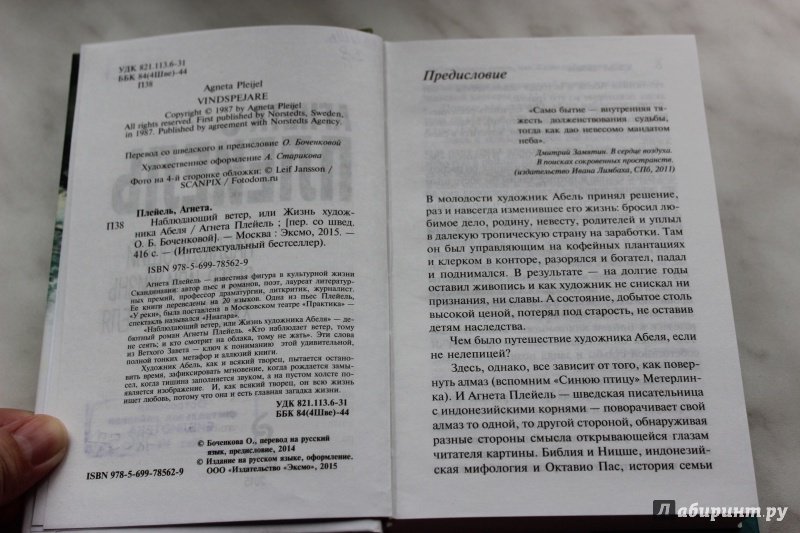 УДК 821.113.6-31
ББК 84(4Шве)-44
П38
Agneta Pleijel
VINDSPEJARE
Copyright © 1987 by Agneta Pleijel
All rights reserved. First published by Norstedts, Sweden,
in 1987. Published by agreement with Norstedts Agency.
Перевод со шведского и предисловие О. Боченковой
Художественное оформление А. Старикова
Фото на 4-й сторонке обложки: © Leif Jansson /
SCANPIX / Fotodom.ru
Плейель, Агнета.
П38 Наблюдающий ветер, или Жизнь худож-
ника Абеля / Агнета Плейель ; [пер. со швед.
О. Б. Боченковой]. — Москва : Эксмо, 2015. —
416 с. — (Интеллектуальный бестселлер).
ISBN 978-5-699-78562-9
Агнета Плейель — известная фигура в культурной жизни
Скандинавии: автор пьес и романов, поэт, лауреат литератур-
ных премий, профессор драматургии, литкритик, журналист.
Ее книги переведены на 20 языков. Одна из пьес Плейель,
«У реки», была поставлена в Московском театре «Практика» —
спектакль назывался «Ниагара».
«Наблюдающий ветер, или Жизнь художника Абеля» — де-
бютный роман Агнеты Плейель. «Кто наблюдает ветер, тому
не сеять; и кто смотрит на облака, тому не жать». Эти слова
из Ветхого Завета — ключ к пониманию этой удивительной,
полной тонких метафор и аллюзий книги.
Художник Абель, как и всякий творец, пытается остано-
вить время, зафиксировать мгновение, когда рождается замы-
сел, когда тишина заполняется звуком, а на пустом холсте по-
является изображение. И, как всякий творец, он всю жизнь
ищет любовь, потому что она и есть главная загадка жизни.
УДК 821.113.6-31
ББК 84(4Шве)-44
© Боченкова О., перевод на русский
язык, предисловие, 2014
© Издание на русском языке, оформление.
ISBN 978-5-699-78562-9 ООО «Издательство «Эксмо», 2015
Предисловие
«Само бытие — внутренняя тя-
жесть долженствования судьбы,
тогда как дао невесомо мандатом
неба».
Дмитрий Замятин. В сердце воздуха.
В поисках сокровенных пространств.
(издательство Ивана Лимбаха, СПб, 2011)
В молодости художник Абель принял решение,
раз и навсегда изменившее его жизнь: бросил лю-
бимое дело, родину, невесту, родителей и уплыл
в далекую тропическую страну на заработки. Там
он был управляющим на кофейных плантациях
и клерком в конторе, разорялся и богател, падал
и поднимался. В результате — на долгие годы
оставил живопись и как художник не снискал ни
признания, ни славы. А состояние, добытое столь
высокой ценой, потерял под старость, не оставив
детям наследства.
Чем было путешествие художника Абеля, если
не нелепицей?
Здесь, однако, все зависит от того, как повер-
нуть алмаз (вспомним «Синюю птицу» Метерлин-
ка). И Агнета Плейель — шведская писательница
с индонезийскими корнями — поворачивает свой
алмаз то одной, то другой стороной, обнаруживая
разные стороны смысла открывающейся глазам
читателя картины. Библия и Ницше, индонезий-
ская мифология и Октавио Пас, история семьи
Лабиринт.ру